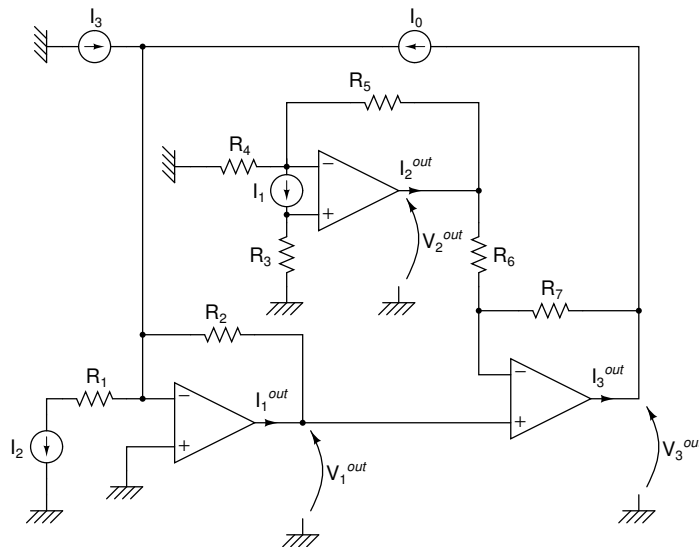 I3
I0
R5
R4
I1
I2out
R3
V2out
R6
R7
R2
R1
I1out
I3out
I2
V1out
V3ou